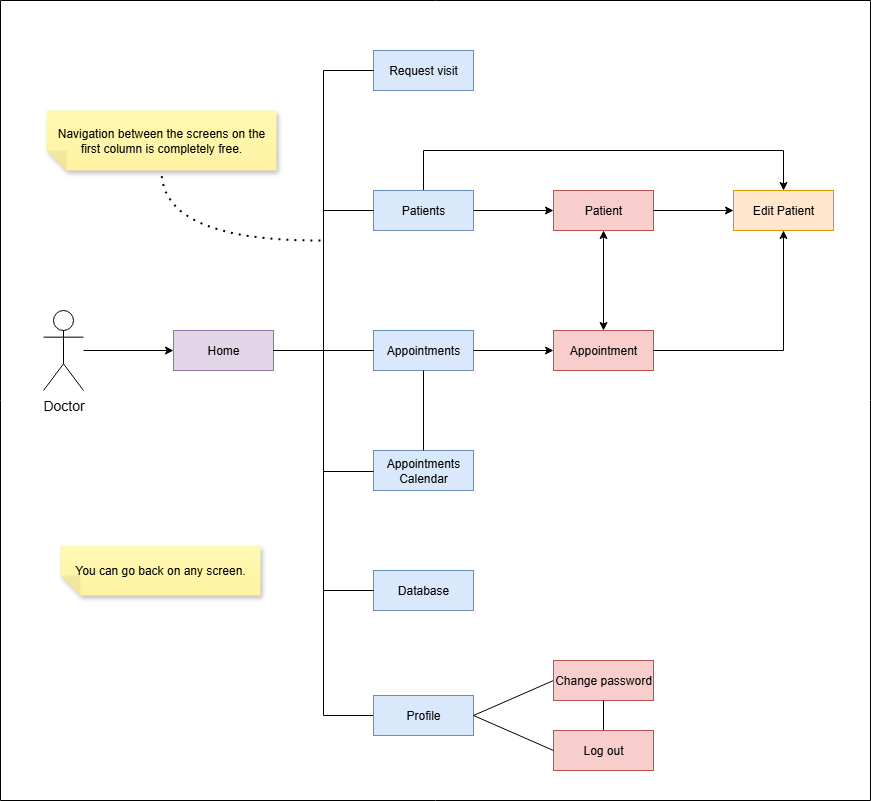 Request visit
Navigation between the screens on the
first column is completely free.
Patients
Patient
Edit Patient
Home
Appointments
Appointment
Doctor
Appointments
Calendar
You can go back on any screen.
Database
Change password
Profile
Log out